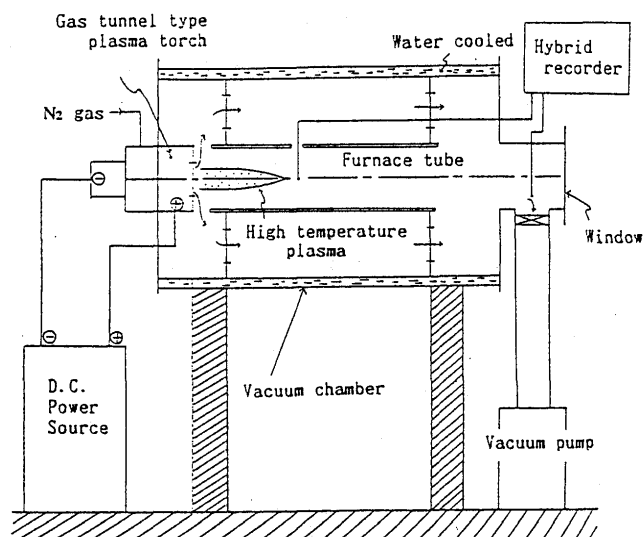 Gas tunnel type
plasma torch
Water cooled
Hybrid
recorder
N2 gas
Furnace tube
⊖
⊕
High temperature
plasma
Window
⊖
⊕
D.C.
Power
Source
Vacuum chamber
Vacuum pump